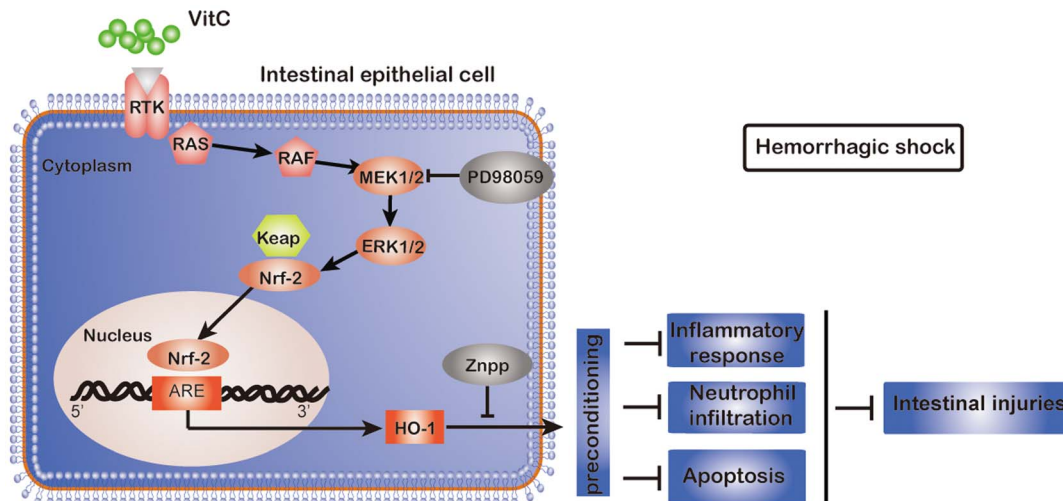 VitC
RTK
Intestinal epithelial cell
RAS
RAF
Cytoplasm
MEK1/2
PD98059
Hemorrhagic shock
Keap
ERK1/2
Nrf-2
Nucleus
Nrf-2
ARE
5'
3'
Znpp
HO-1
preconditioning
Inflammatory
response
Neutrophil
infiltration
Apoptosis
Intestinal injuries